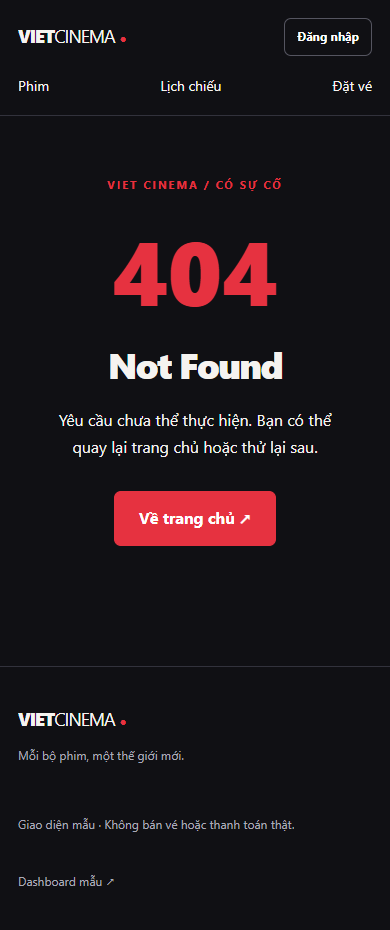 VIETCINEMA
Đăng nhập
Phim Lịch chiếu Đặt vé
VIET CINEMA / CÓ SỰ CỐ
404
Not Found
Yêu cầu chưa thể thực hiện. Bạn có thể
quay lại trang chủ hoặc thử lại sau.
Về trang chủ ↗
VIETCINEMA
Mỗi bộ phim, một thế giới mới.
Giao diện mẫu · Không bán vé hoặc thanh toán thật.
Dashboard mẫu ↗